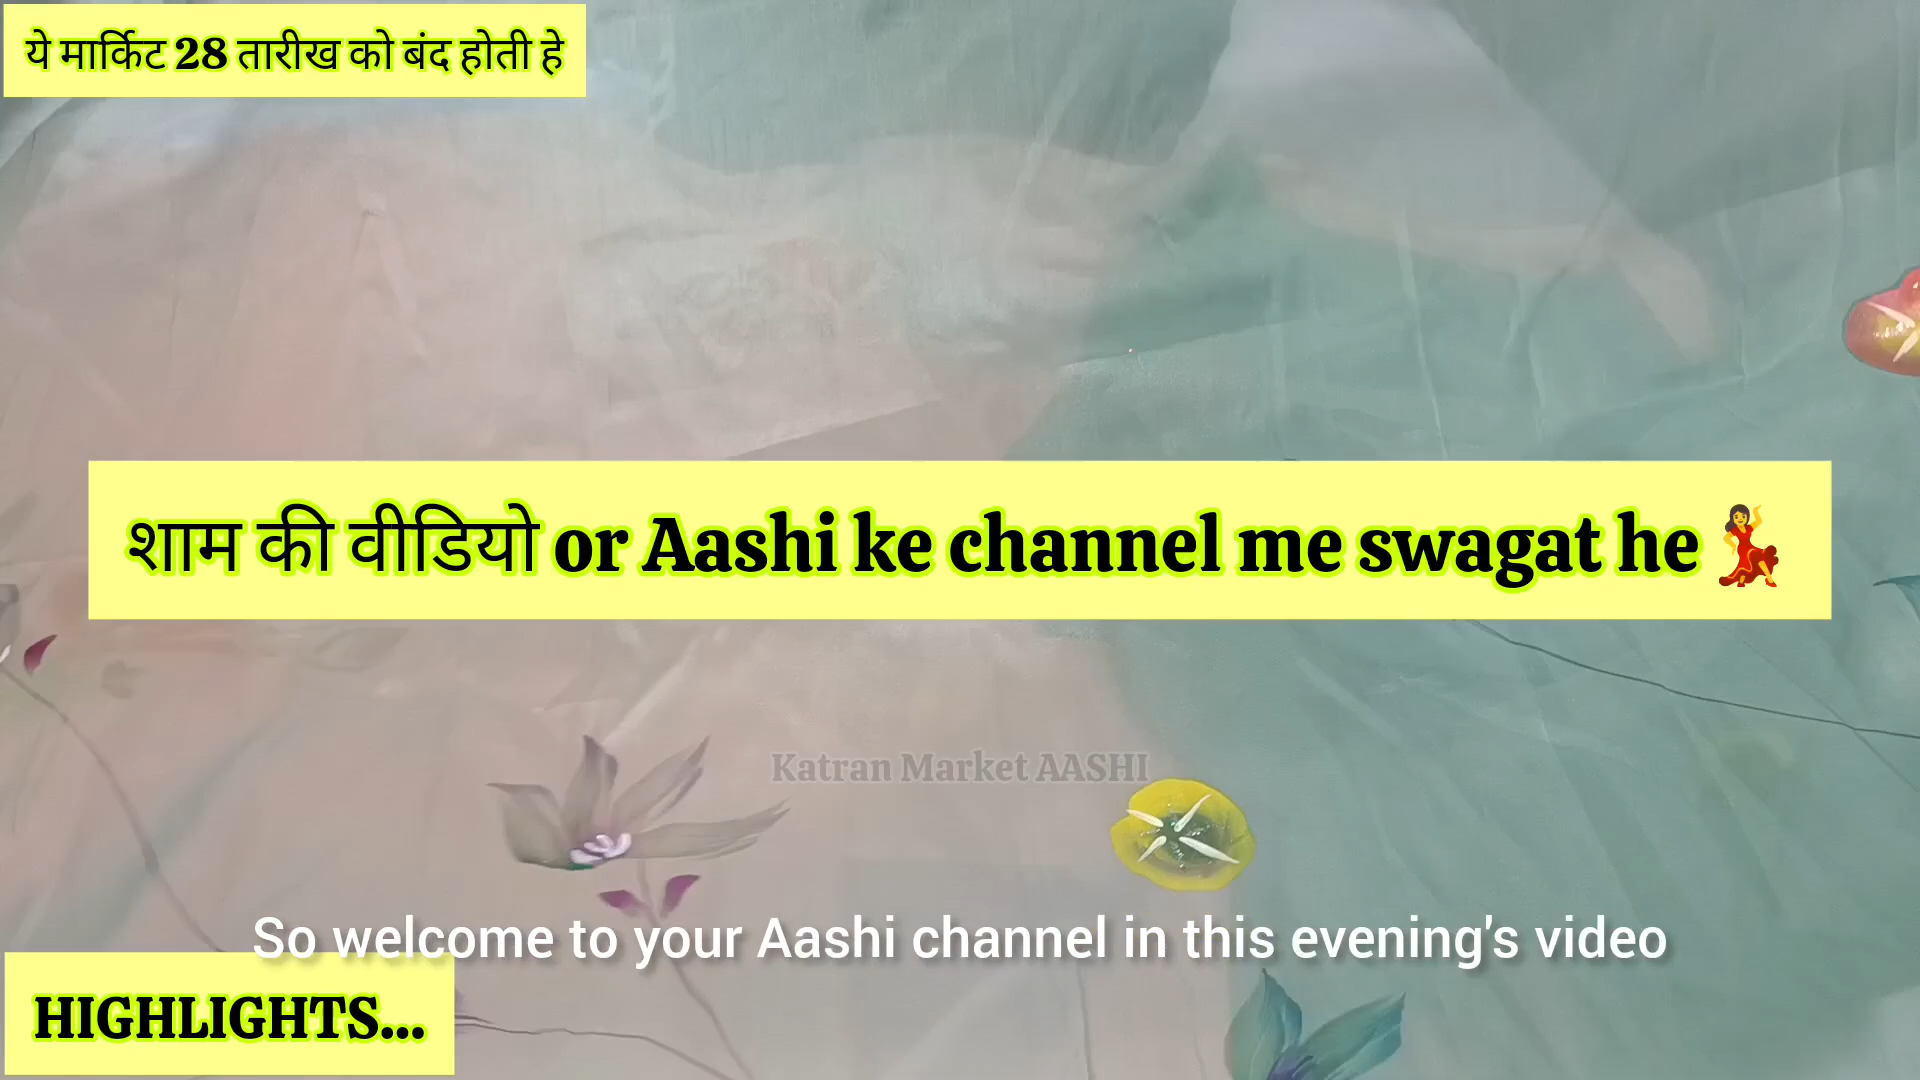 ये मार्किट 28 तारीख को बंद होती हे
शाम की वीडियो or Aashi ke channel me swagat he💃
Katran Market AASHI
So welcome to your Aashi channel in this evening's video
HIGHLIGHTS...